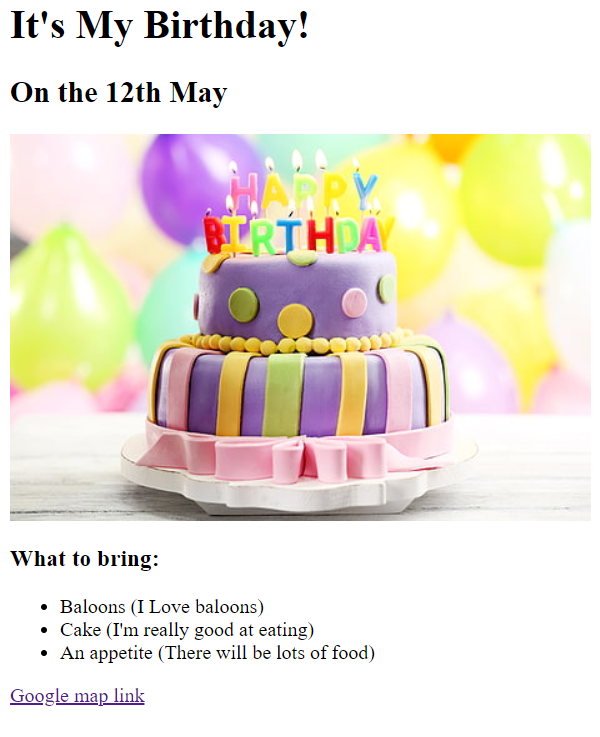 It's My Birthday!
On the 12th May
HAPPY
BIRTHDAY
What to bring:
Baloons (I Love baloons)
Cake (I'm really good at eating)
An appetite (There will be lots of food)
Google map link